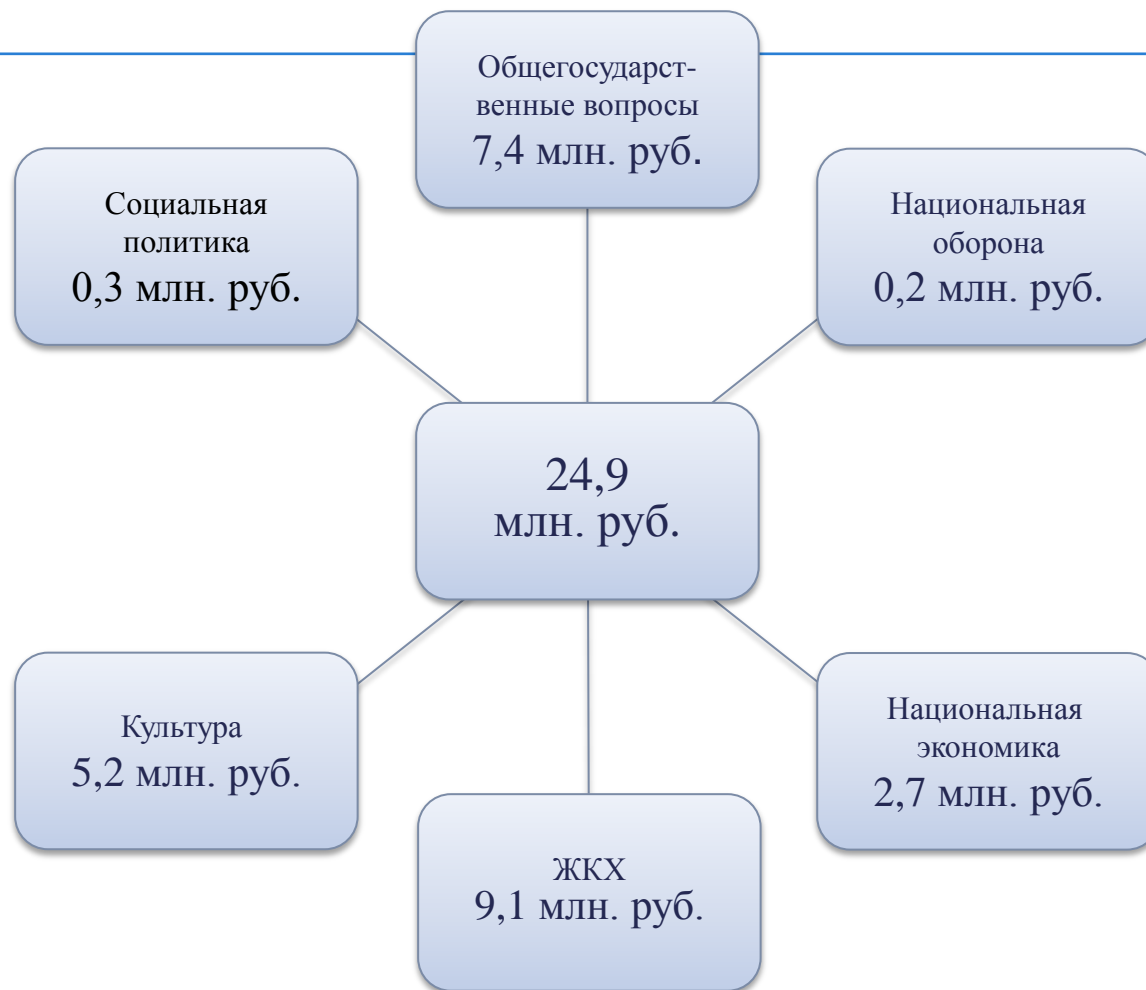 Общегосударст-
венные вопросы
7,4 млн. руб.
Социальная
политика
0,3 млн. руб.
Национальная
оборона
0,2 млн. руб.
24,9
млн. руб.
Культура
5,2 млн. руб.
Национальная
экономика
2,7 млн. руб.
ЖКХ
9,1 млн. руб.